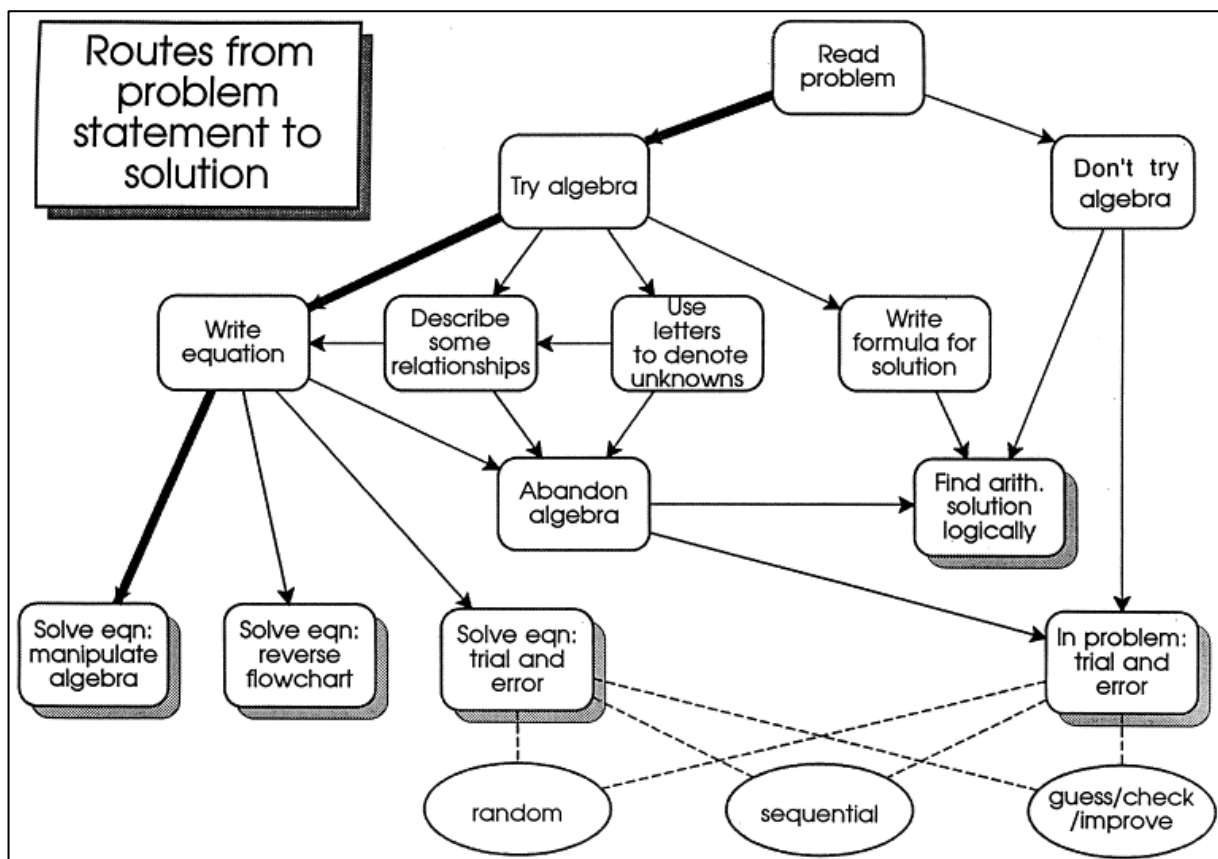 Routes from
problem
statement to
solution
Read
problem
Try algebra
Don't try
algebra
Write
equation
Describe
some
relationships
Use
letters
to denote
unknowns
Write
formula for
solution
Abandon
algebra
Find arith.
solution
logically
Solve eqn:
manipulate
algebra
Solve eqn:
reverse
flowchart
Solve eqn:
trial and
error
In problem:
trial and
error
random
sequential
guess/check
/improve